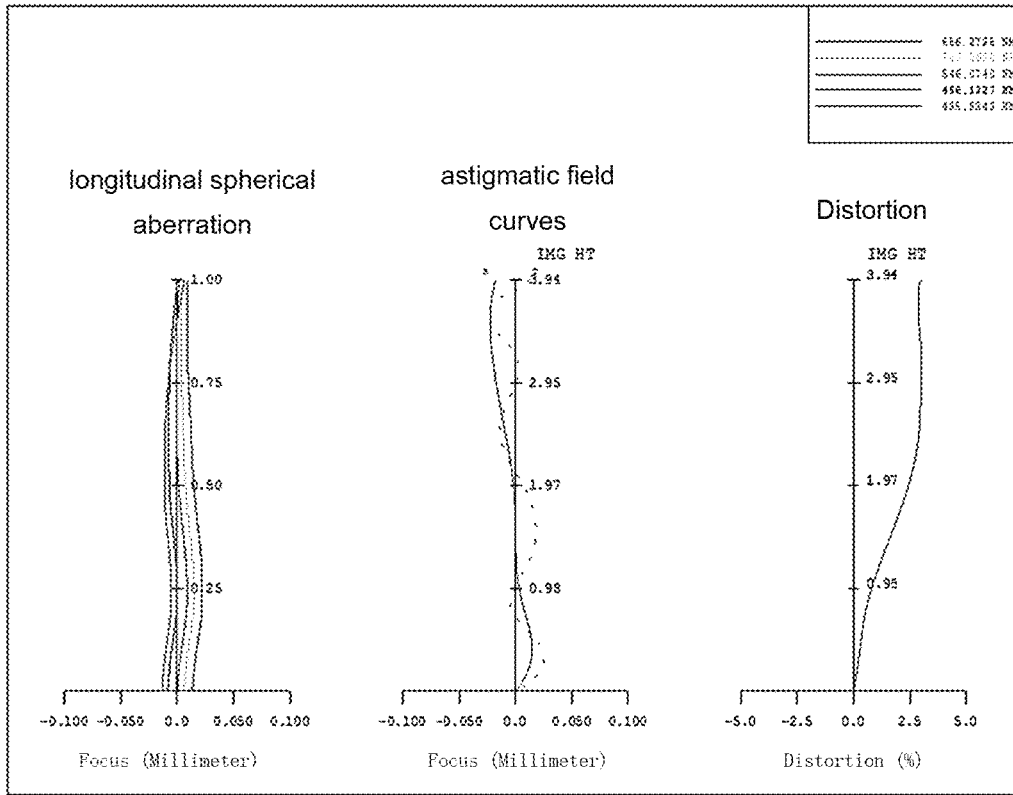 546.0740
longitudinal spherical
aberration
astigmatic field
curves
Distortion
IMG HT
IMG HT
1.00
3.94
3.94
0.75
2.95
2.95
0.50
1.97
1.97
0.25
0.98
-0.100 -0.050 0.0 0.050 0.100
-0.100 -0.050 0.0 0.050 0.100
-5.0 -2.5 0.0 2.5 5.0
Focus (Millimeter)
Focus (Millimeter)
Distortion (%)